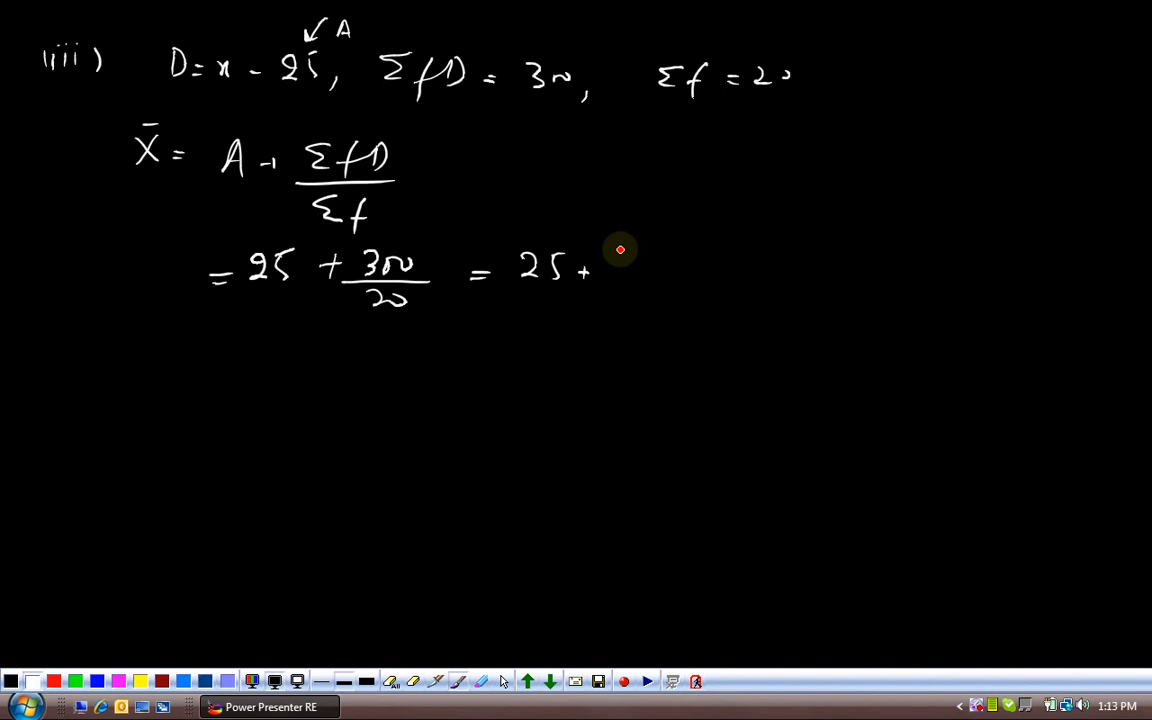 A
iii) D = x - 25, ΣfD = 300, Σf = 20
X̄ = A + ΣfD / Σf
= 25 + 300 / 20 = 25 +
Power Presenter RE
1:13 PM